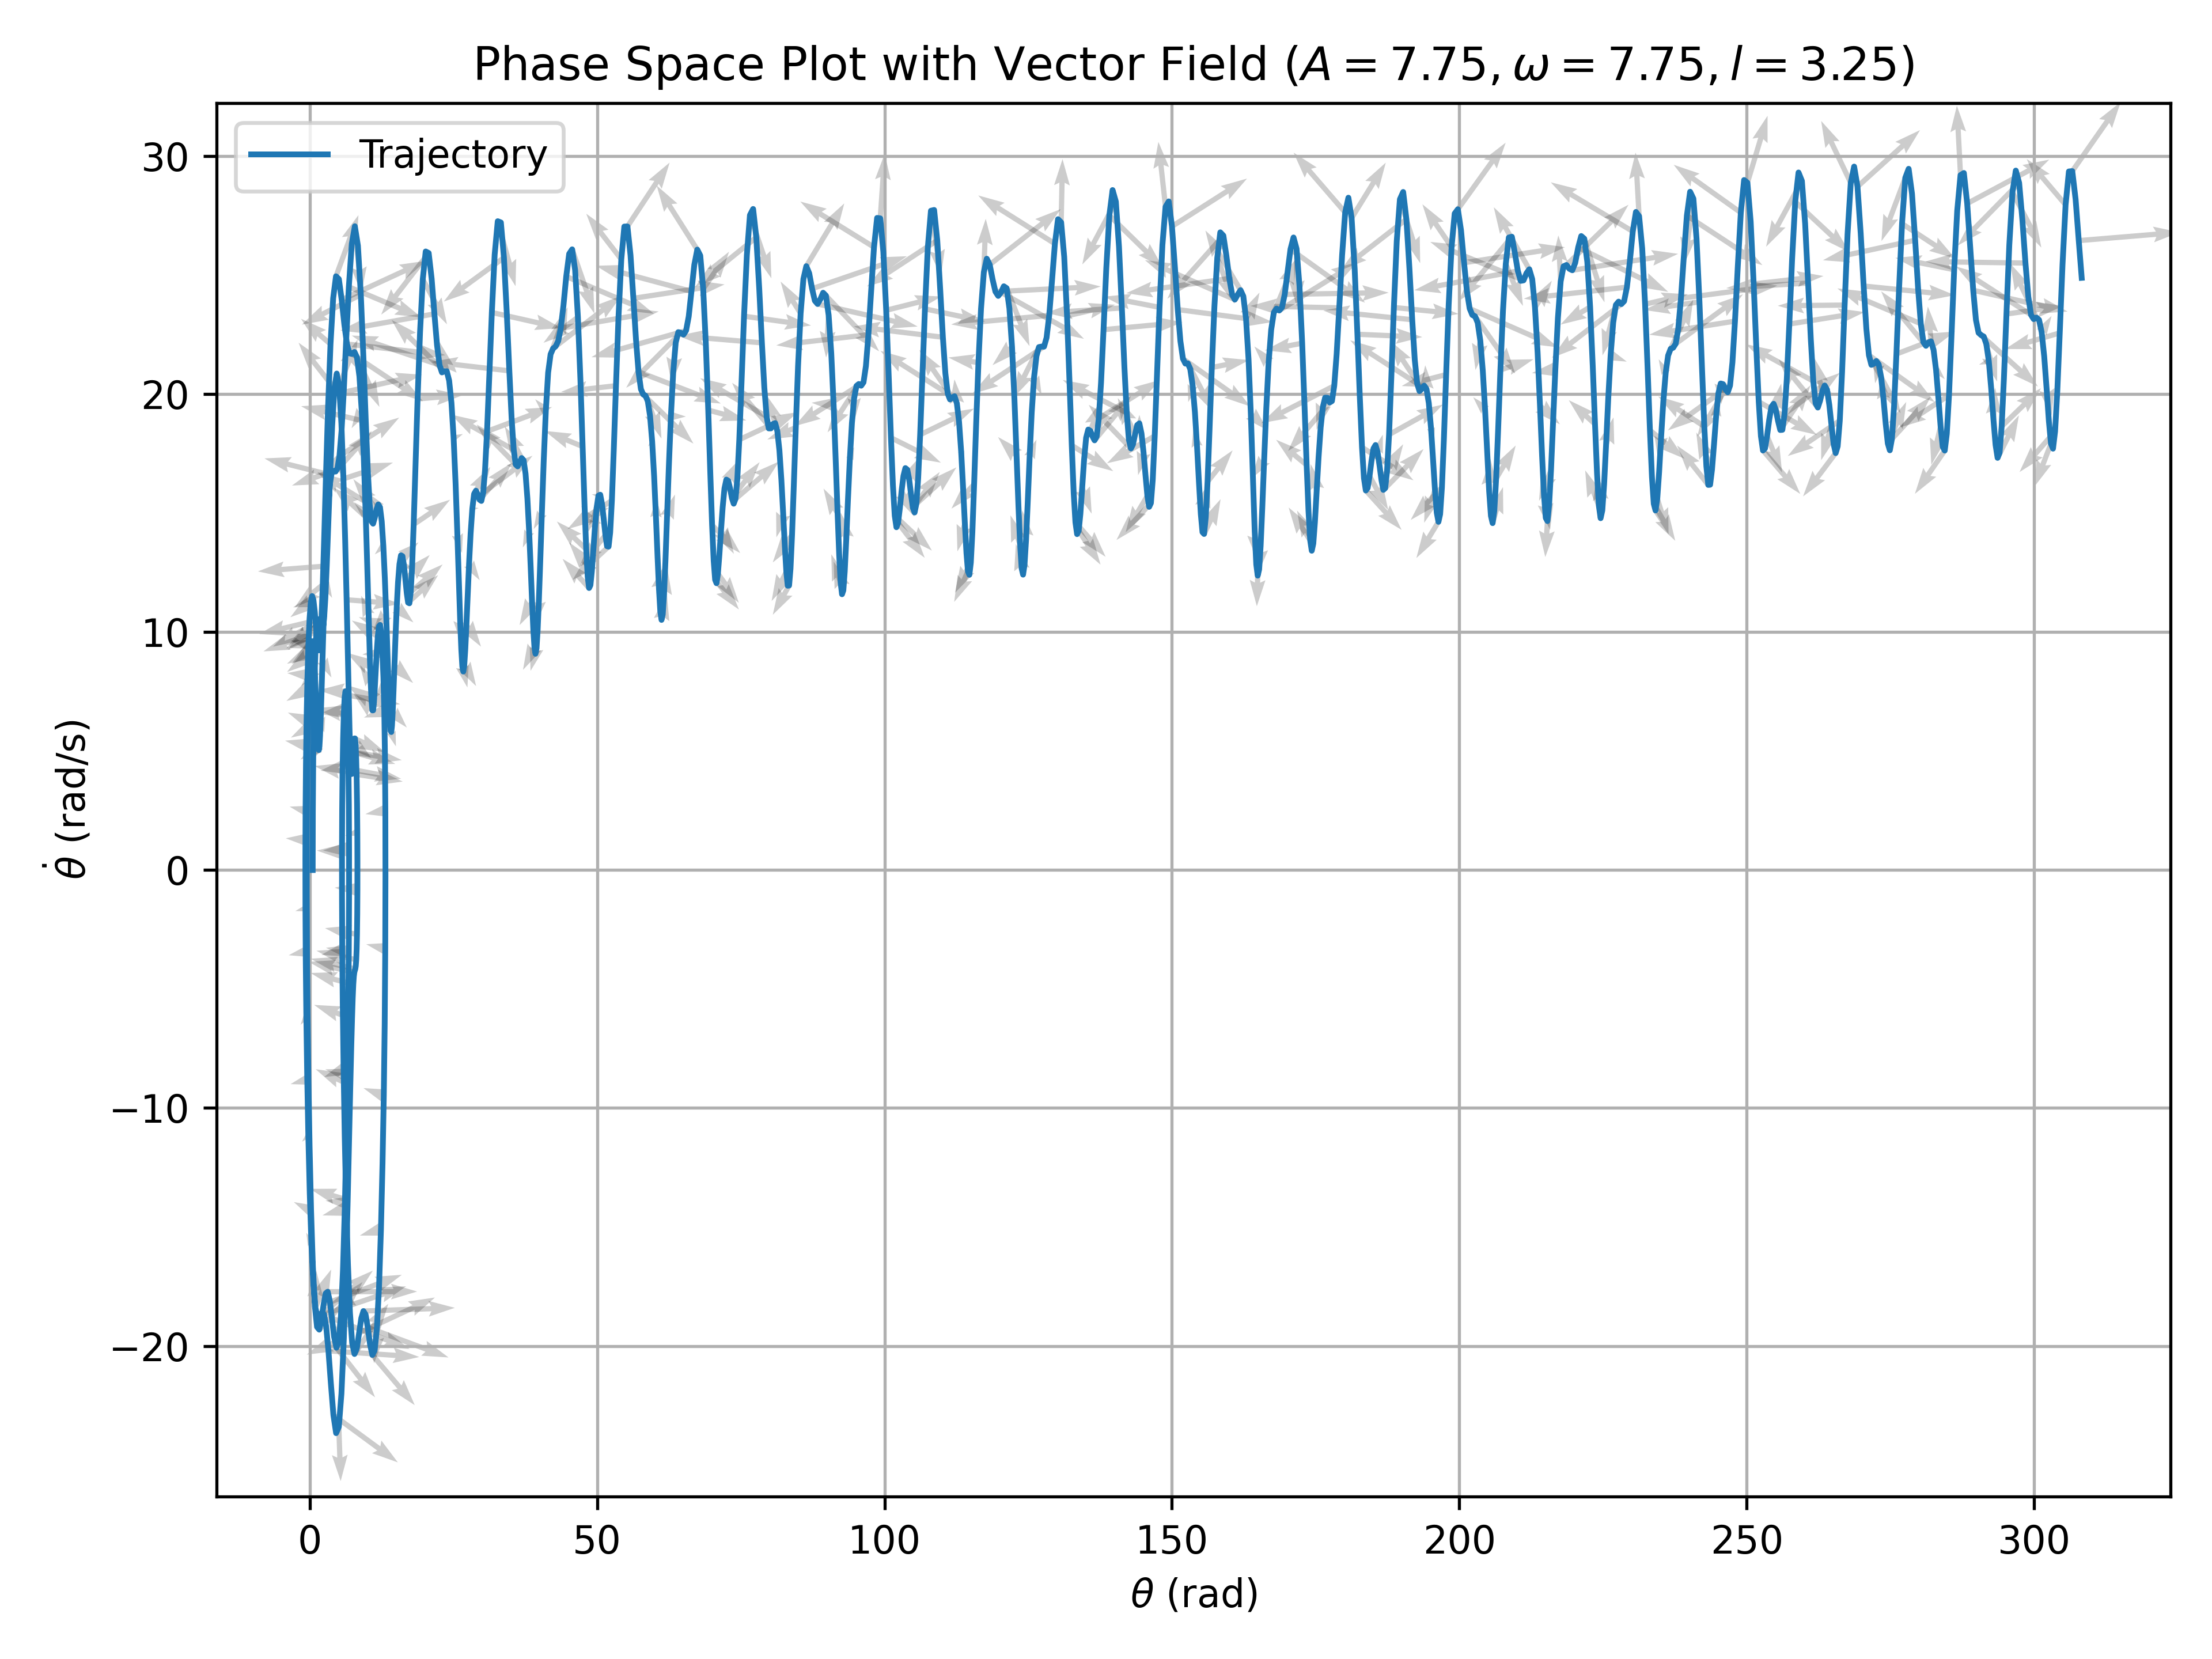 Phase Space Plot with Vector Field (A = 7.75, ω = 7.75, l = 3.25)
Trajectory
30
20
10
0
−10
−20
θ̇ (rad/s)
0 50 100 150 200 250 300
θ (rad)